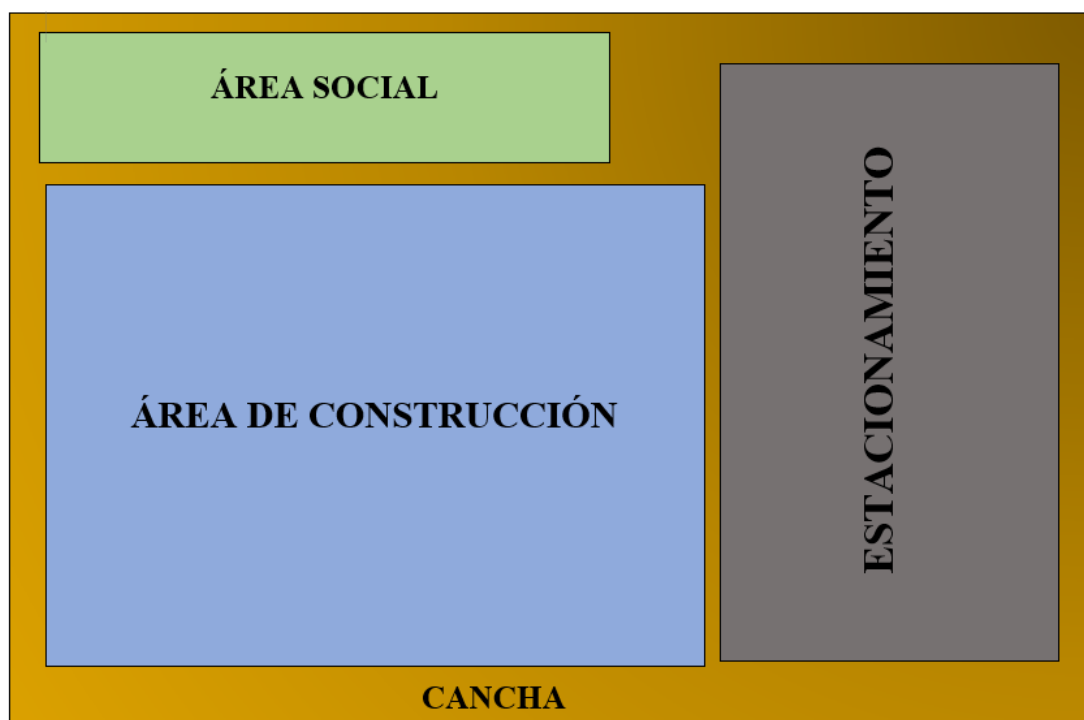 ÁREA SOCIAL
ÁREA DE CONSTRUCCIÓN
ESTACIONAMIENTO
CANCHA